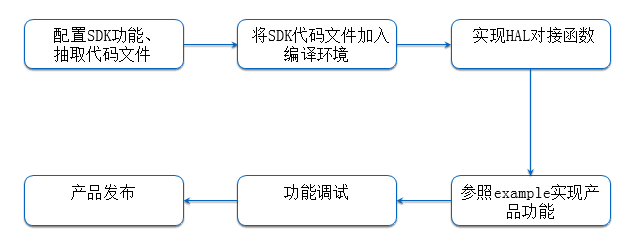 配置SDK功能、
抽取代码文件
将SDK代码文件加入
编译环境
实现HAL对接函数
参照example实现产
品功能
功能调试
产品发布